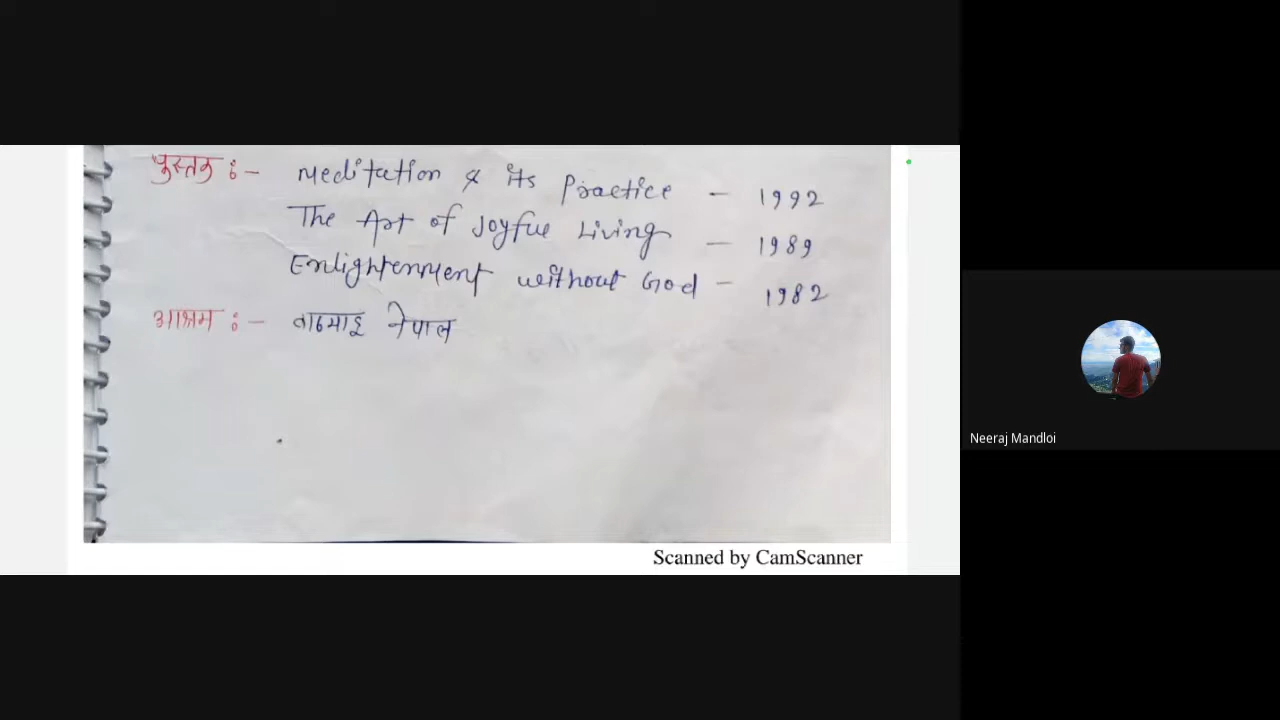 पुस्तक :- Meditation & its Practice - 1992
The Art of Joyful Living - 1989
Enlightenment without God - 1982
आश्रम :- नेपाल
Scanned by CamScanner
Neeraj Mandloi